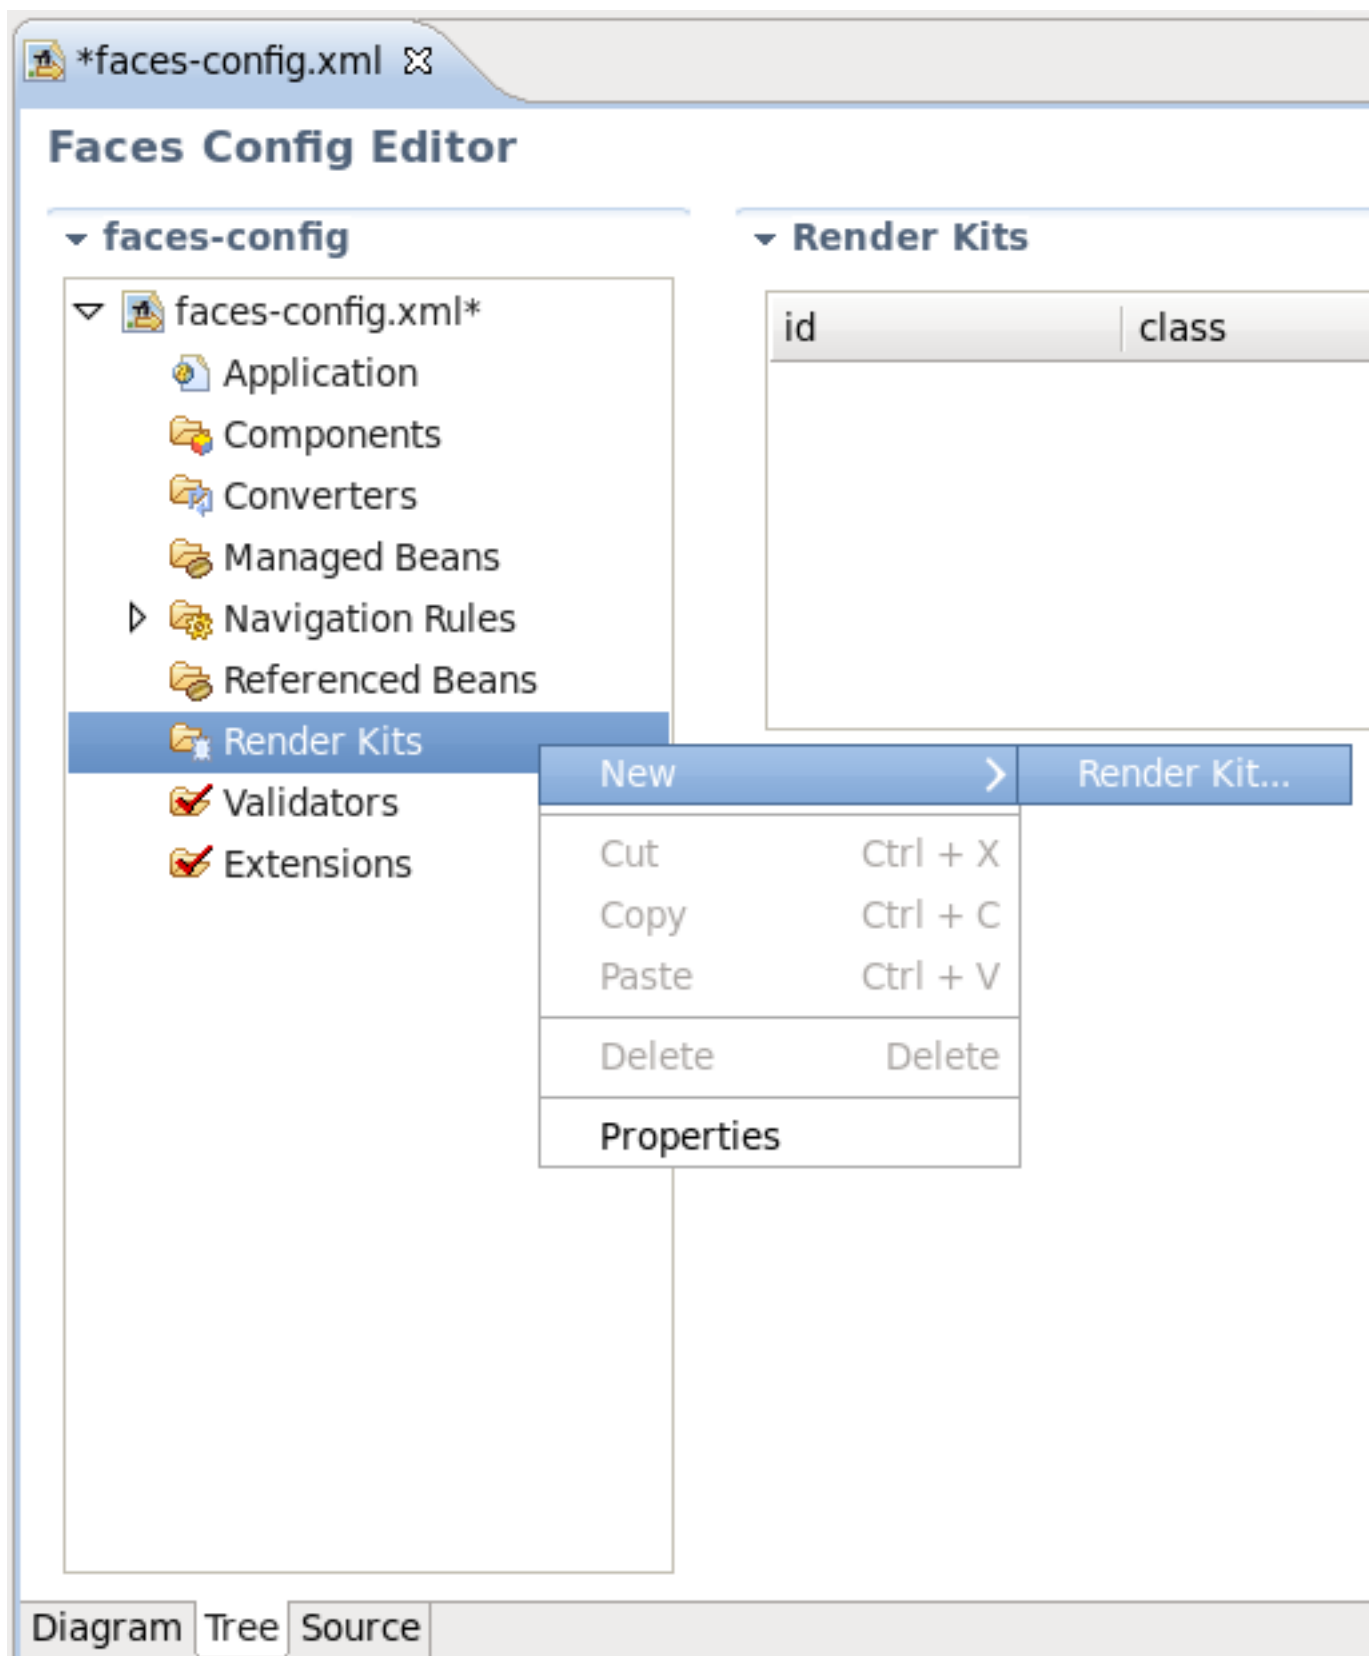 *faces-config.xml
Faces Config Editor
faces-config
faces-config.xml*
Application
Components
Converters
Managed Beans
Navigation Rules
Referenced Beans
Render Kits
Validators
Extensions
Render Kits
id class
New Render Kit...
Cut Ctrl + X
Copy Ctrl + C
Paste Ctrl + V
Delete Delete
Properties
Diagram Tree Source